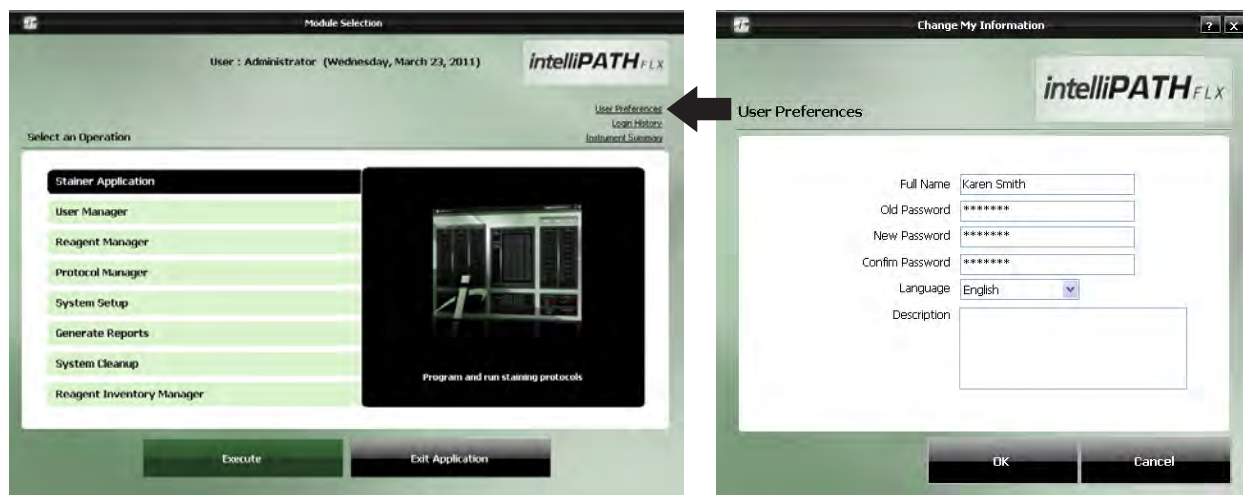 Module Selection
User : Administrator (Wednesday, March 23, 2011)
intelliPATH FLX
User Preferences
Login History
Instrument Summary
Select an Operation
Stainer Application
User Manager
Reagent Manager
Protocol Manager
System Setup
Generate Reports
System Cleanup
Reagent Inventory Manager
Program and run staining protocols
Execute
Exit Application
Change My Information
? X
intelliPATH FLX
User Preferences
Full Name Karen Smith
Old Password *******
New Password *******
Confim Password *******
Language English
Description
OK
Cancel